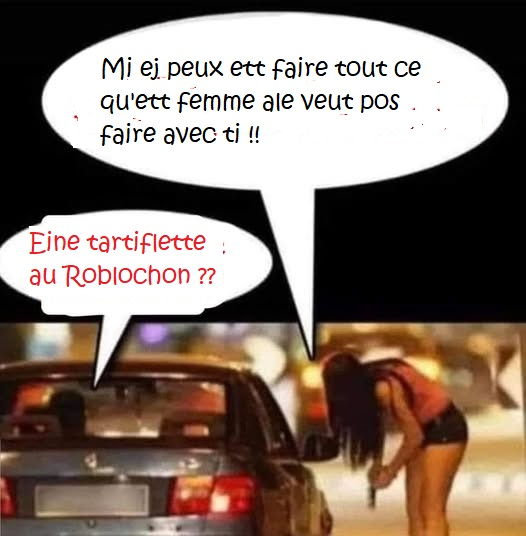 Mi ej peux ett faire tout ce
qu'ett femme ale veut pos
faire avec ti !!
Eine tartiflette
au Roblochon ??